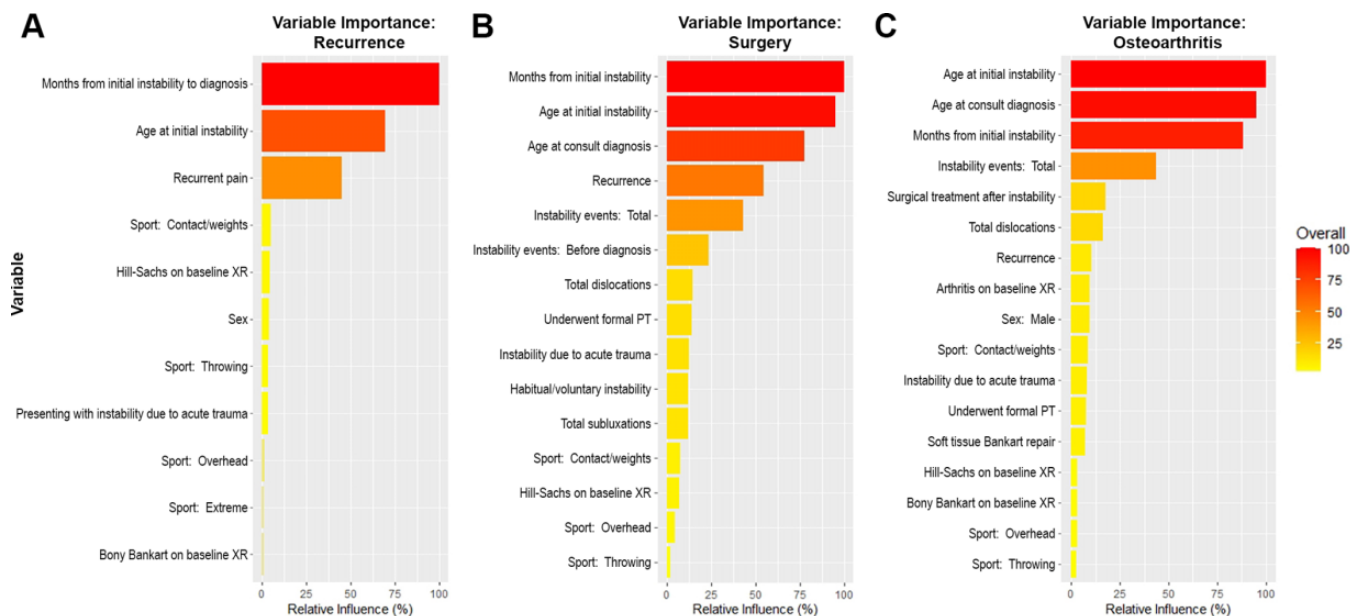 A
Variable Importance:
Recurrence
Variable
Months from initial instability to diagnosis
Age at initial instability
Recurrent pain
Sport: Contact/weights
Hill-Sachs on baseline XR
Sex
Sport: Throwing
Presenting with instability due to acute trauma
Sport: Overhead
Sport: Extreme
Bony Bankart on baseline XR
0 25 50 75 100
Relative Influence (%)
B
Variable Importance:
Surgery
Months from initial instability
Age at initial instability
Age at consult diagnosis
Recurrence
Instability events: Total
Instability events: Before diagnosis
Total dislocations
Underwent formal PT
Instability due to acute trauma
Habitual/voluntary instability
Total subluxations
Sport: Contact/weights
Hill-Sachs on baseline XR
Sport: Overhead
Sport: Throwing
0 25 50 75 100
Relative Influence (%)
C
Variable Importance:
Osteoarthritis
Age at initial instability
Age at consult diagnosis
Months from initial instability
Instability events: Total
Surgical treatment after instability
Total dislocations
Recurrence
Arthritis on baseline XR
Sex: Male
Sport: Contact/weights
Instability due to acute trauma
Underwent formal PT
Soft tissue Bankart repair
Hill-Sachs on baseline XR
Bony Bankart on baseline XR
Sport: Overhead
Sport: Throwing
0 25 50 75 100
Relative Influence (%)
Overall
100
75
50
25